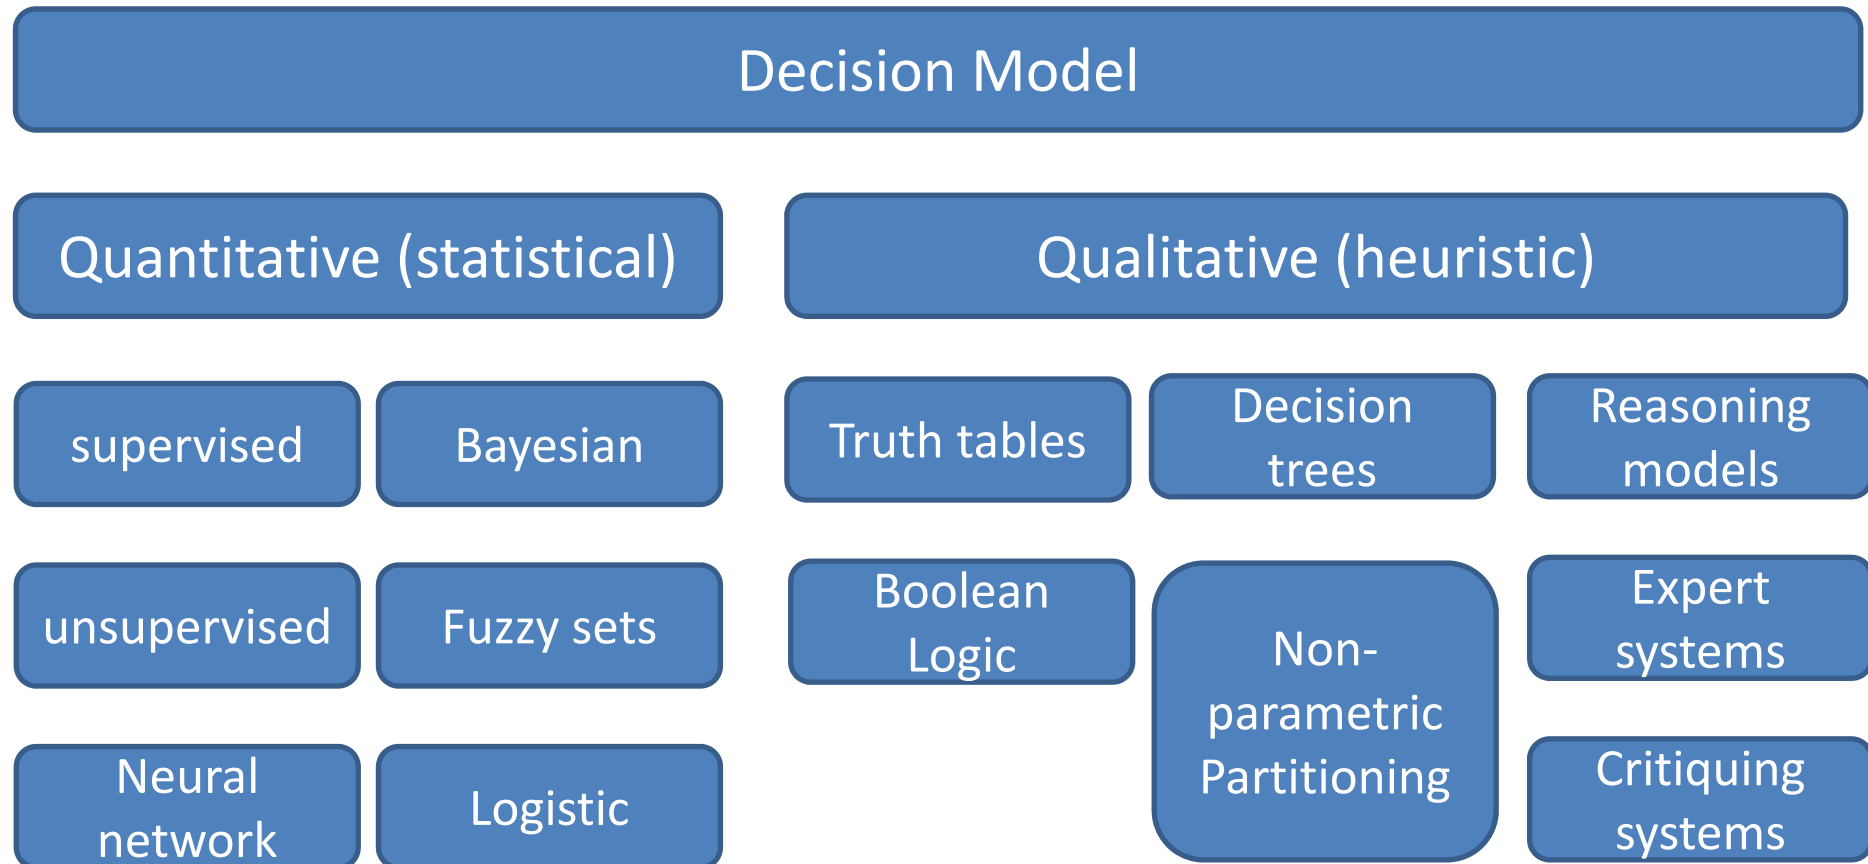 Decision Model
Quantitative (statistical)
Qualitative (heuristic)
supervised
Bayesian
Truth tables
Decision
trees
Reasoning
models
unsupervised
Fuzzy sets
Boolean
Logic
Non-
parametric
Partitioning
Expert
systems
Neural
network
Logistic
Critiquing
systems